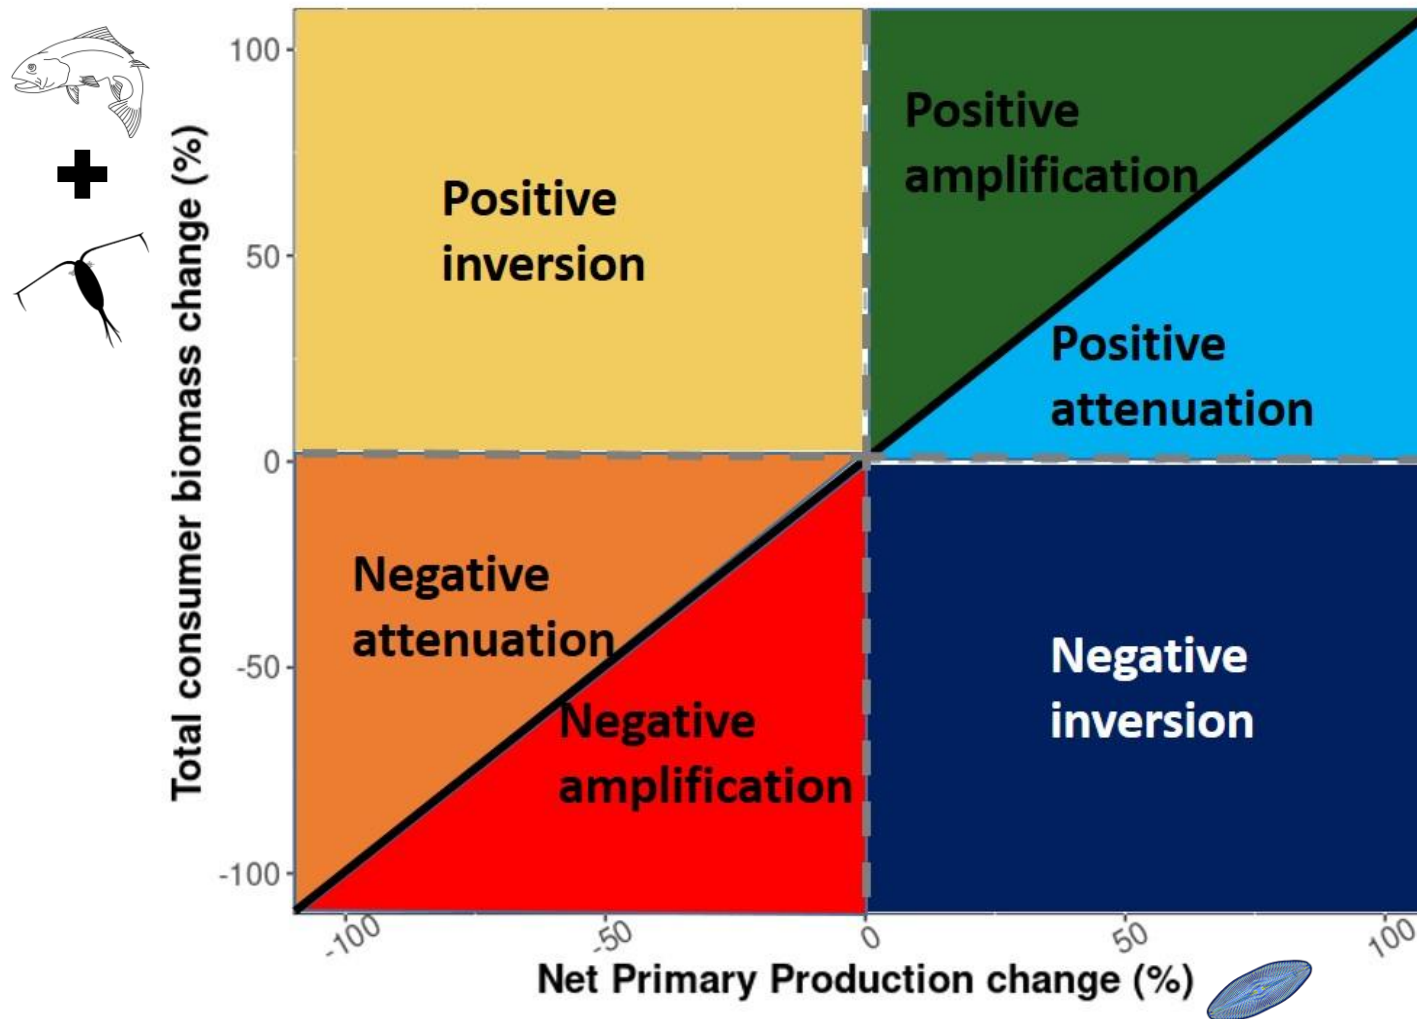 100
50
0
-50
-100
Total consumer biomass change (%)
Positive
inversion
Positive
amplification
Positive
attenuation
Negative
attenuation
Negative
amplification
Negative
inversion
-100
-50
0
50
100
Net Primary Production change (%)